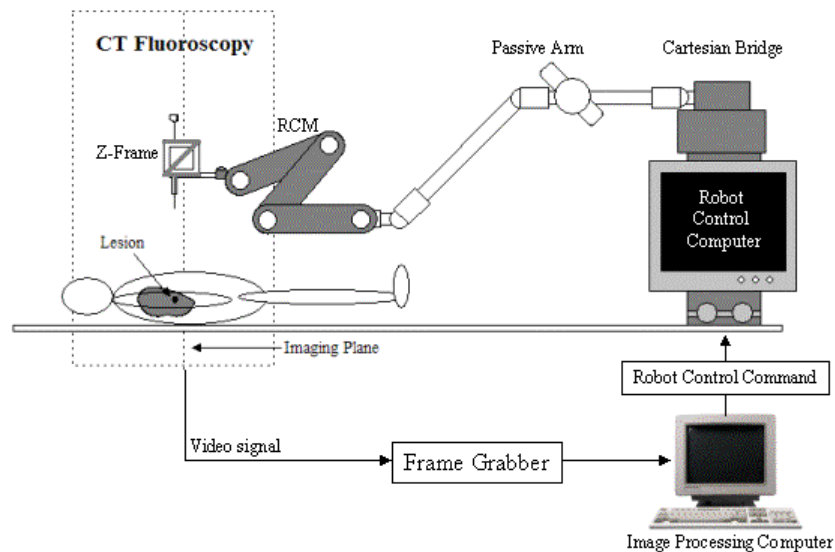 CT Fluoroscopy
Passive Arm
Cartesian Bridge
Z-Frame
RCM
Robot
Control
Computer
Lesion
Imaging Plane
Robot Control Command
Video signal
Frame Grabber
Image Processing Computer